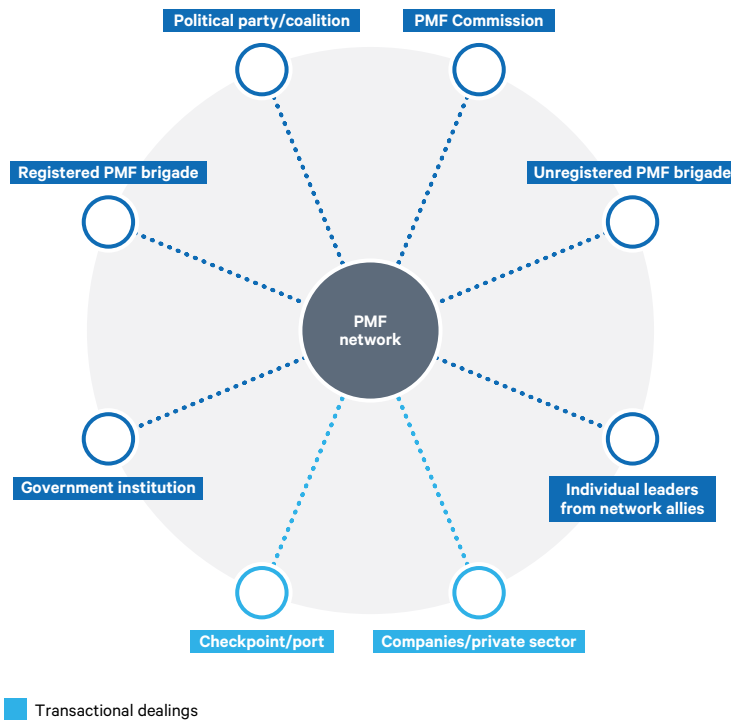 Political party/coalition
PMF Commission
Registered PMF brigade
Unregistered PMF brigade
PMF
network
Government institution
Individual leaders
from network allies
Checkpoint/port
Companies/private sector
Transactional dealings